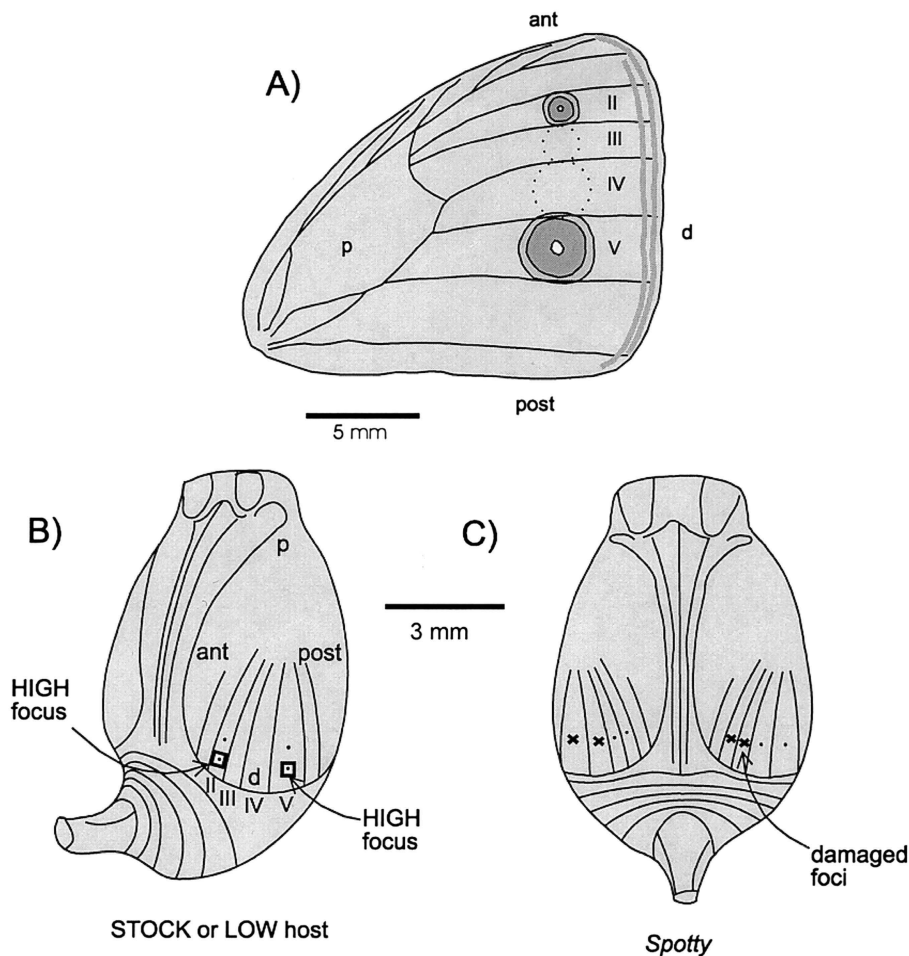 ant
A)
II
III
IV
V
p
d
post
5 mm
B)
C)
p
3 mm
ant
post
HIGH
focus
d
II
III
IV
V
HIGH
focus
damaged
foci
STOCK or LOW host
Spotty